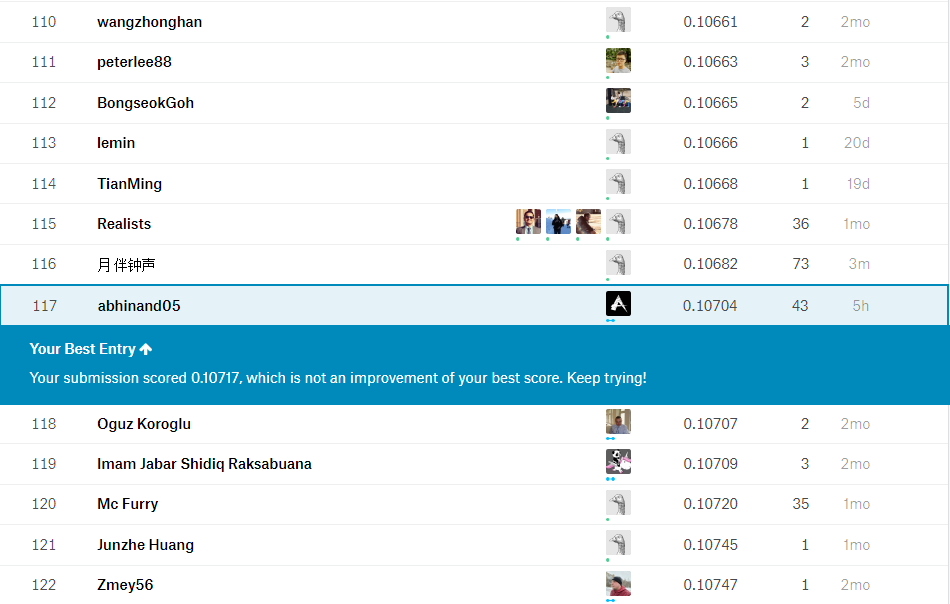 110 wangzhonghan 0.10661 2 2mo
111 peterlee88 0.10663 3 2mo
112 BongseokGoh 0.10665 2 5d
113 lemin 0.10666 1 20d
114 TianMing 0.10668 1 19d
115 Realists 0.10678 36 1mo
116 月伴钟声 0.10682 73 3m
117 abhinand05 0.10704 43 5h
Your Best Entry ↑
Your submission scored 0.10717, which is not an improvement of your best score. Keep trying!
118 Oguz Koroglu 0.10707 2 2mo
119 Imam Jabar Shidiq Raksabuana 0.10709 3 2mo
120 Mc Furry 0.10720 35 1mo
121 Junzhe Huang 0.10745 1 1mo
122 Zmey56 0.10747 1 2mo